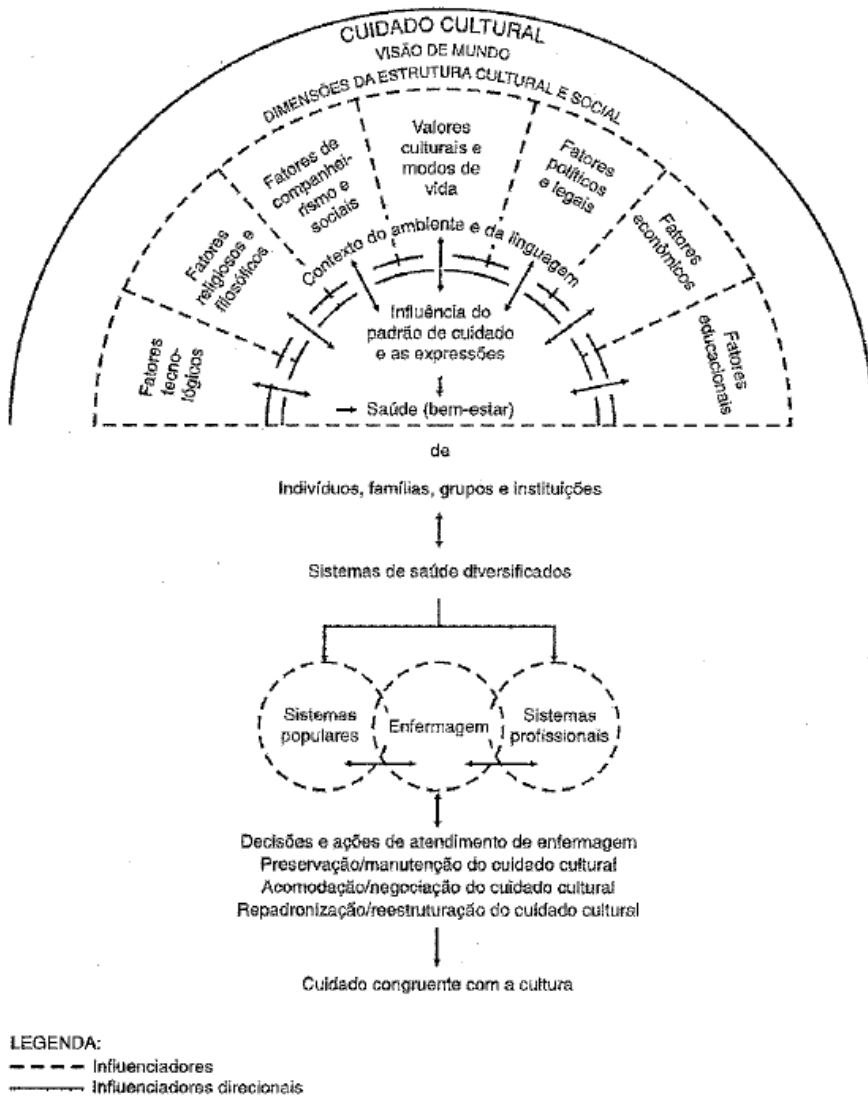 CUIDADO CULTURAL
VISÃO DE MUNDO
DIMENSÕES DA ESTRUTURA CULTURAL E SOCIAL
Fatores
tecno-
lógicos
Fatores
religiosos e
filosóficos
Fatores de
companhei-
rismo e
sociais
Valores
culturais e
modos de
vida
Fatores
políticos
e legais
Fatores
econômicos
Fatores
educacionais
Contexto do ambiente e da linguagem
Influência do
padrão de cuidado
e as expressões
Saúde (bem-estar)
de
Indivíduos, famílias, grupos e instituições
Sistemas de saúde diversificados
Sistemas
populares
Enfermagem
Sistemas
profissionais
Decisões e ações de atendimento de enfermagem
Preservação/manutenção do cuidado cultural
Acomodação/negociação do cuidado cultural
Repadronização/reestruturação do cuidado cultural
Cuidado congruente com a cultura
LEGENDA:
Influenciadores
Influenciadores direcionais